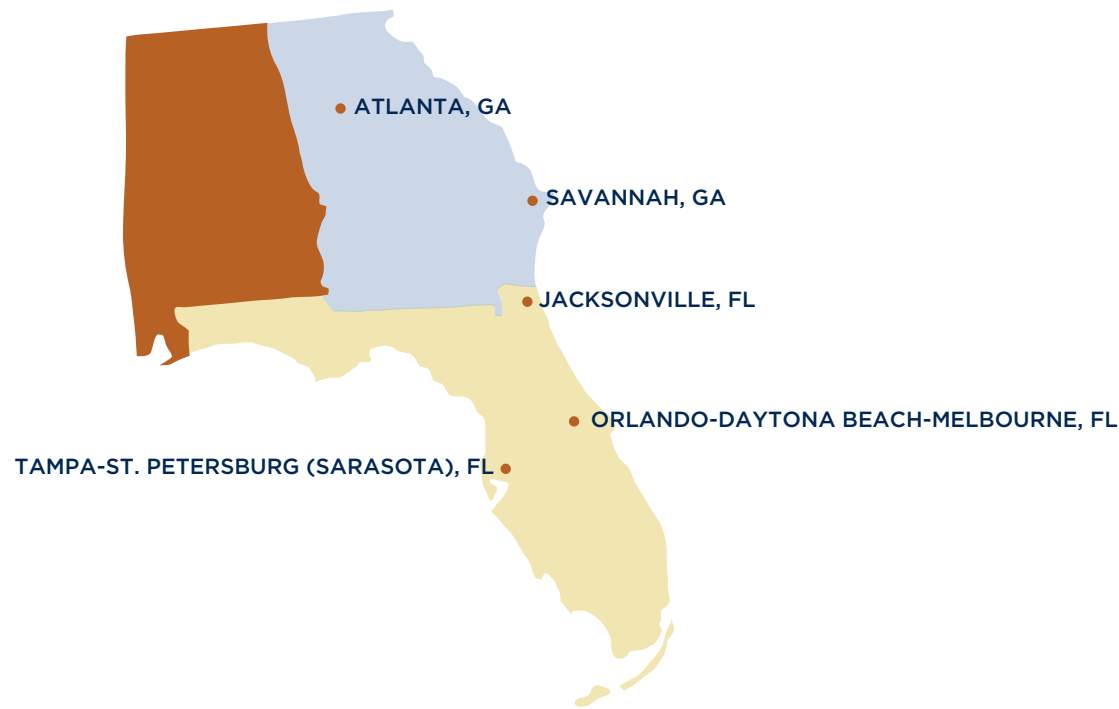 ATLANTA, GA
SAVANNAH, GA
JACKSONVILLE, FL
ORLANDO-DAYTONA BEACH-MELBOURNE, FL
TAMPA-ST. PETERSBURG (SARASOTA), FL